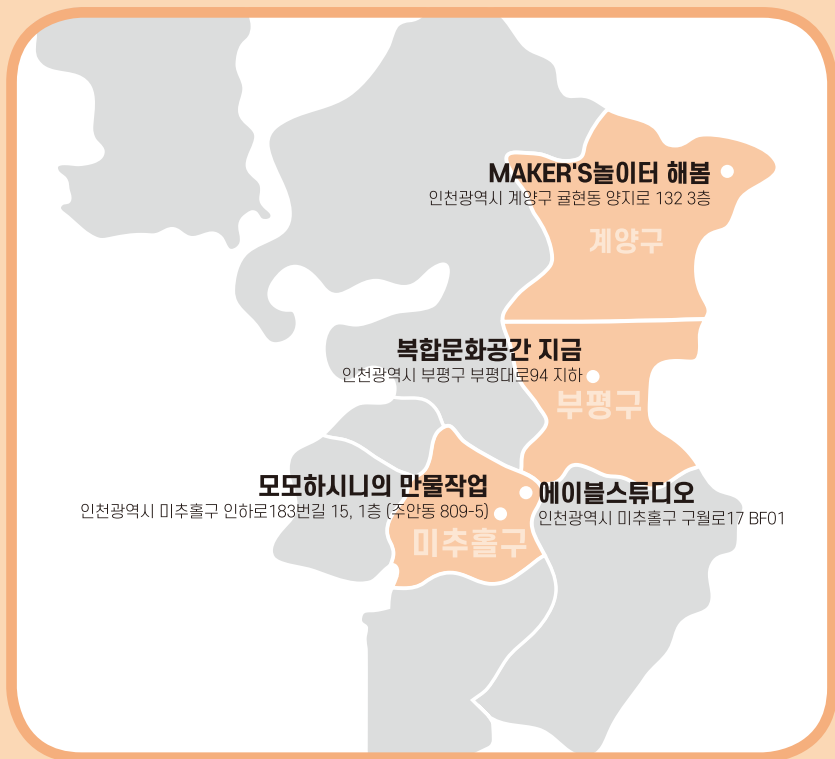 MAKER'S놀이터 해봄
인천광역시 계양구 귤현동 양지로 132 3층
계양구
복합문화공간 지금
인천광역시 부평구 부평대로94 지하
부평구
모모하시니의 만물작업
인천광역시 미추홀구 인하로183번길 15, 1층 (주안동 809-5)
에이블스튜디오
인천광역시 미추홀구 구월로17 BF01
미추홀구